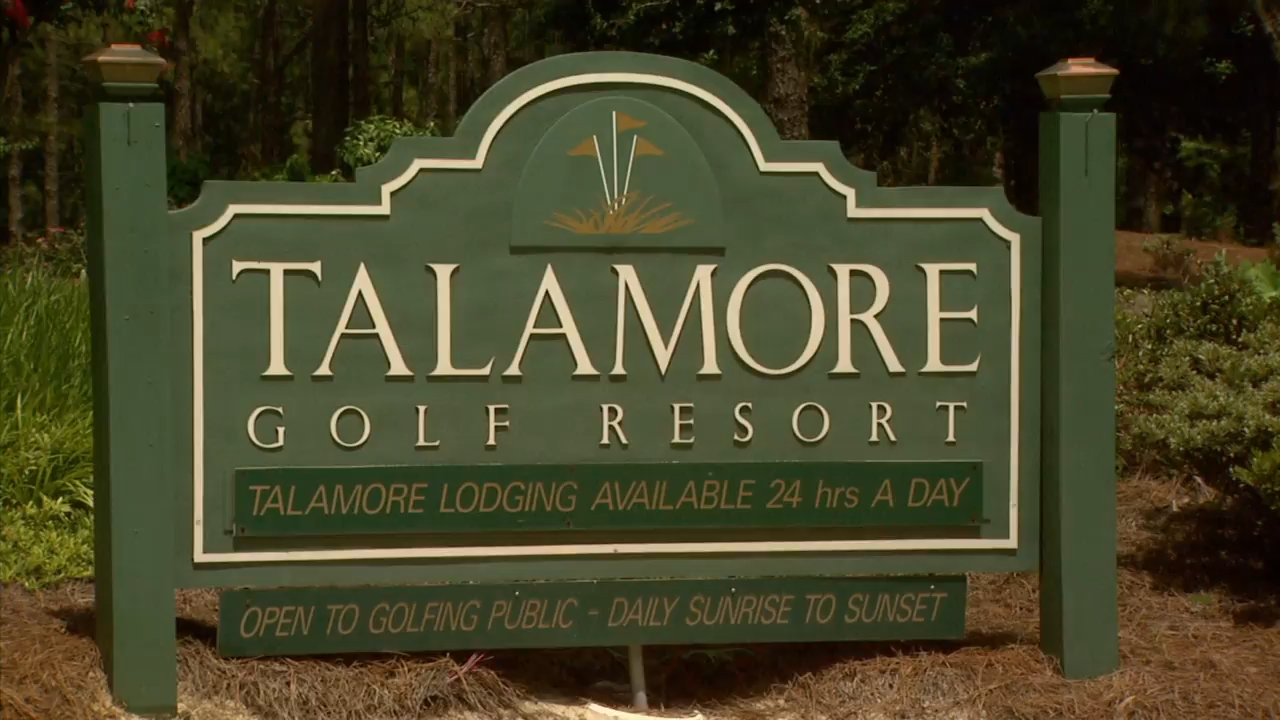 TALAMORE
GOLF RESORT
TALAMORE LODGING AVAILABLE 24 hrs A DAY
OPEN TO GOLFING PUBLIC - DAILY SUNRISE TO SUNSET